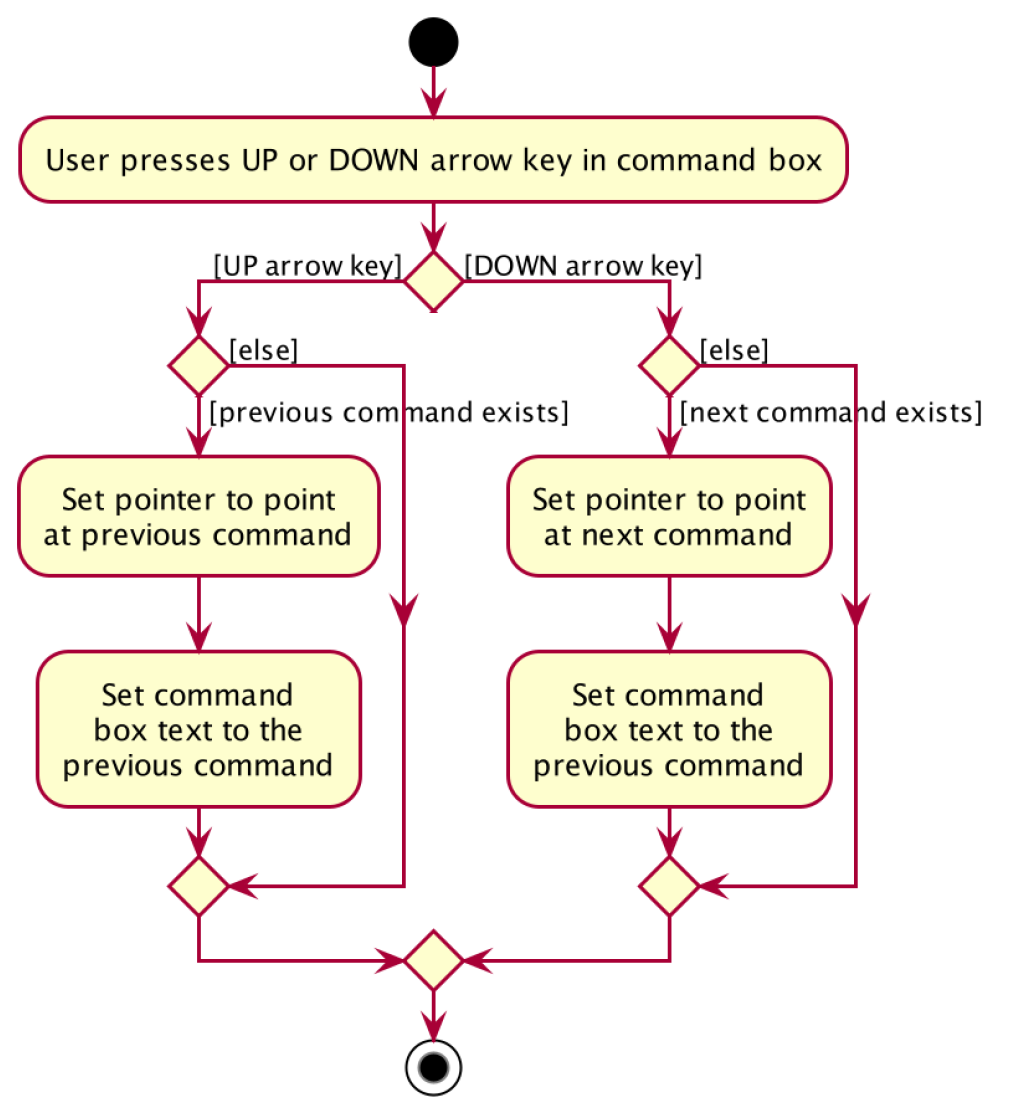 User presses UP or DOWN arrow key in command box
[UP arrow key]
[DOWN arrow key]
[else]
[else]
[previous command exists]
[next command exists]
Set pointer to point
at previous command
Set pointer to point
at next command
Set command
box text to the
previous command
Set command
box text to the
previous command